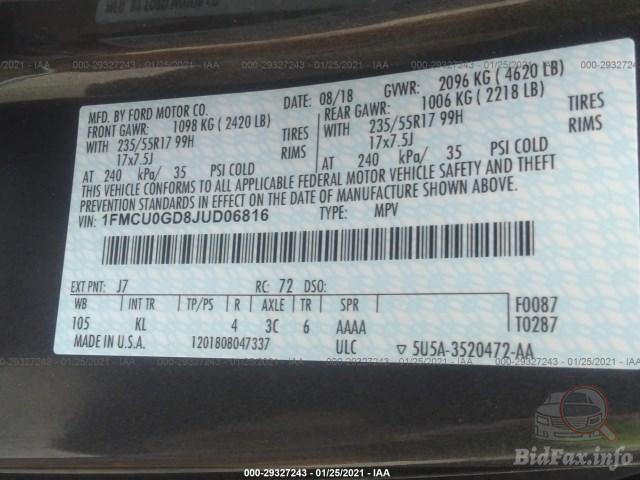 000-29327243 - 01/25/2021 - IAA
MFD. BY FORD MOTOR CO. DATE: 08/18 GVWR: 2096 KG ( 4620 LB)
FRONT GAWR: 1098 KG ( 2420 LB) REAR GAWR: 1006 KG ( 2218 LB)
WITH 235/55R17 99H TIRES WITH 235/55R17 99H TIRES
17x7.5J RIMS 17x7.5J RIMS
AT 240 kPa/ 35 PSI COLD AT 240 kPa/ 35 PSI COLD
THIS VEHICLE CONFORMS TO ALL APPLICABLE FEDERAL MOTOR VEHICLE SAFETY AND THEFT
PREVENTION STANDARDS IN EFFECT ON THE DATE OF MANUFACTURE SHOWN ABOVE.
VIN: 1FMCU0GD8JUD06816 TYPE: MPV
EXT PNT: J7 RC: 72 DSO:
WB INT TR TP/PS R AXLE TR SPR F0087
105 KL 4 3C 6 AAAA T0287
MADE IN U.S.A. 1201808047337 ULC ▽ 5U5A-3520472-AA
000-29327243 - 01/25/2021 - IAA
BidFax.info